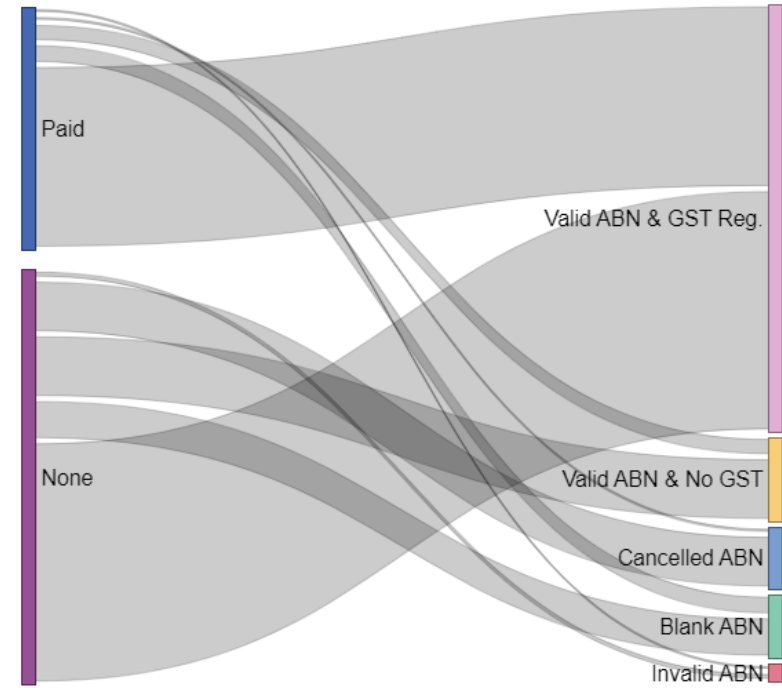 Paid
None
Valid ABN & GST Reg.
Valid ABN & No GST
Cancelled ABN
Blank ABN
Invalid ABN